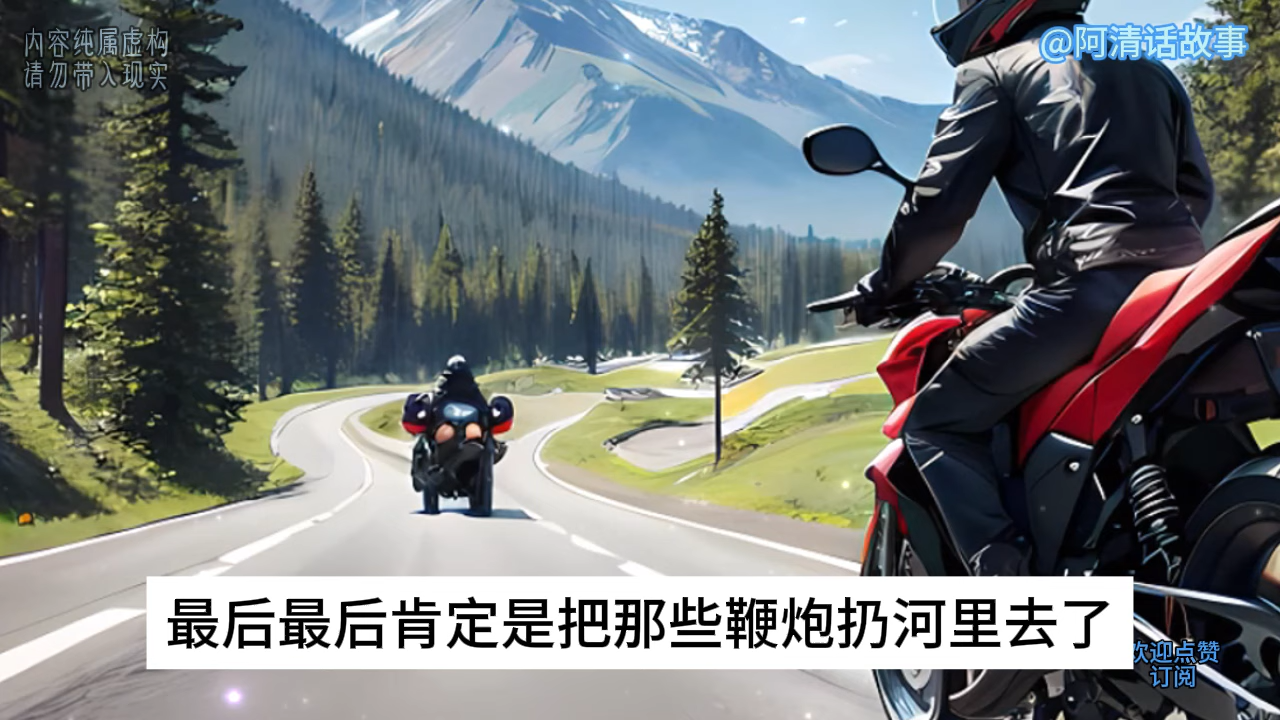 内容纯属虚构
请勿带入现实
@阿清话故事
最后最后肯定是把那些鞭炮扔河里去了
欢迎点赞
订阅